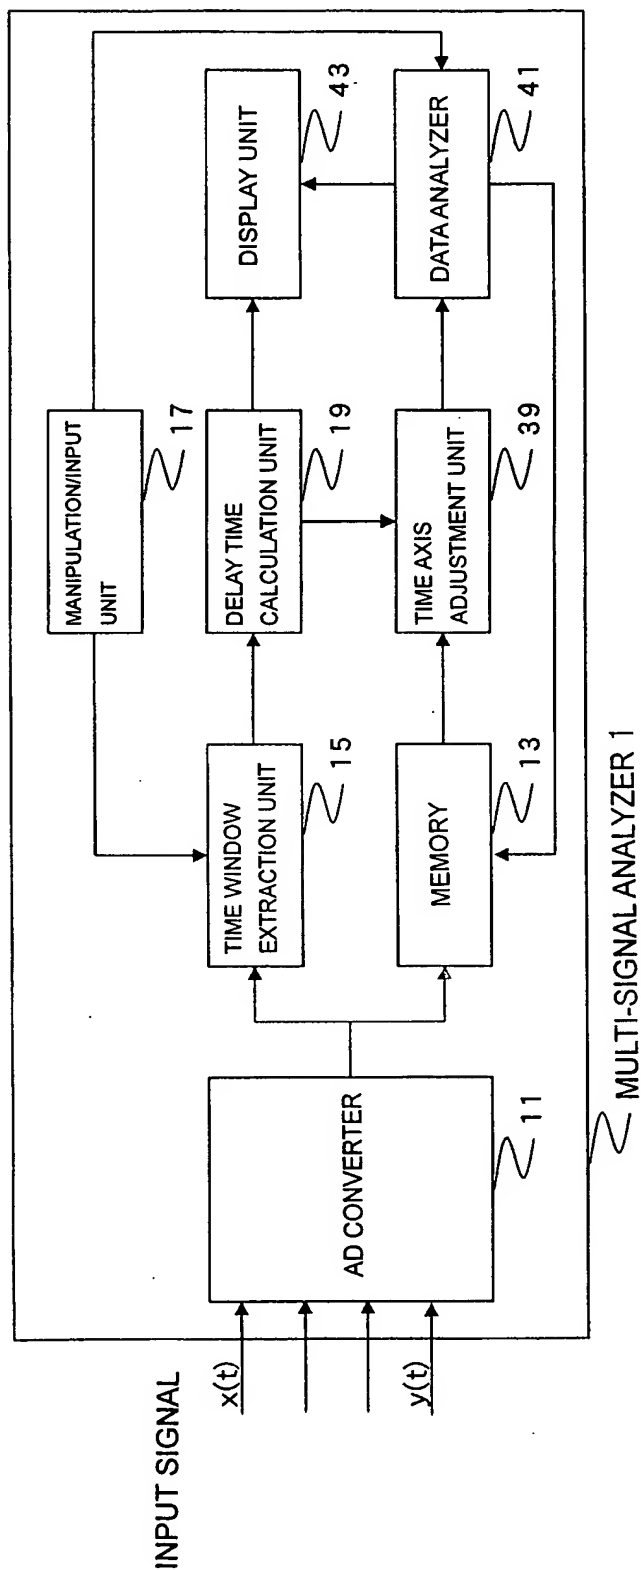 INPUT SIGNAL
x(t)
y(t)
AD CONVERTER
11
TIME WINDOW
EXTRACTION UNIT
15
MEMORY
13
MANIPULATION/INPUT
UNIT
17
DELAY TIME
CALCULATION UNIT
19
TIME AXIS
ADJUSTMENT UNIT
39
DISPLAY UNIT
43
DATA ANALYZER
41
MULTI-SIGNAL ANALYZER 1